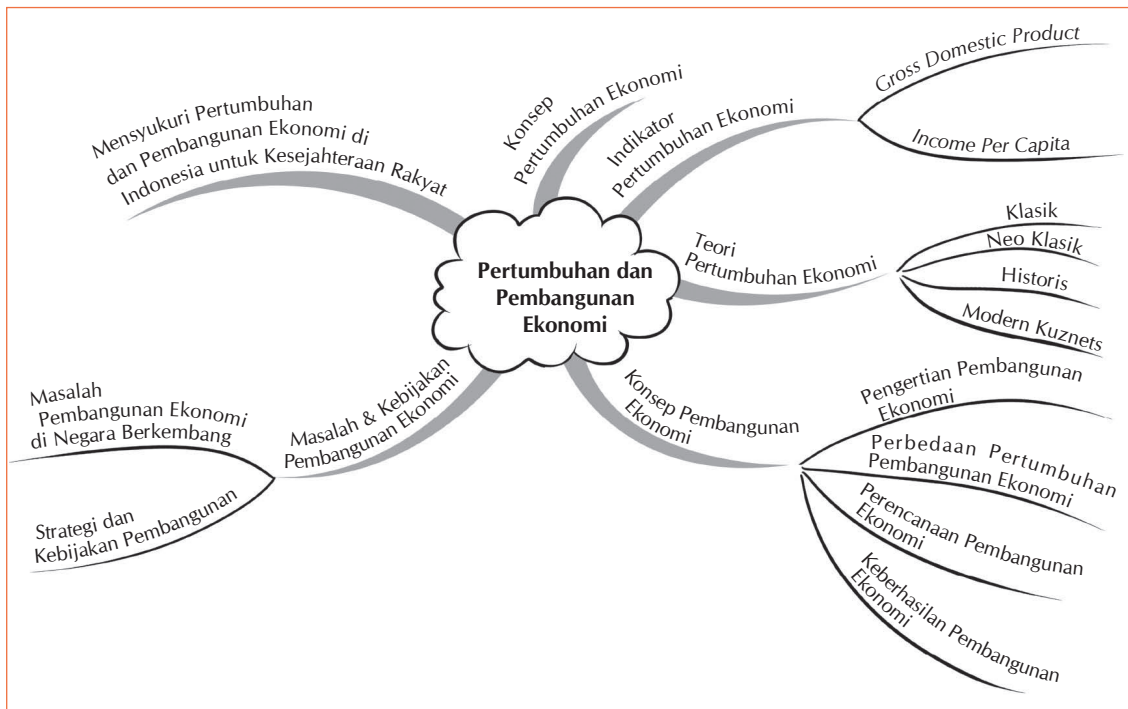 Pertumbuhan dan
Pembangunan
Ekonomi
Mensyukuri Pertumbuhan
dan Pembangunan Ekonomi di
Indonesia untuk Kesejahteraan Rakyat
Konsep
Pertumbuhan Ekonomi
Indikator
Pertumbuhan Ekonomi
Gross Domestic Product
Income Per Capita
Teori
Pertumbuhan Ekonomi
Klasik
Neo Klasik
Historis
Modern Kuznets
Konsep Pembangunan
Ekonomi
Pengertian Pembangunan
Ekonomi
Perbedaan Pertumbuhan
Pembangunan Ekonomi
Perencanaan Pembangunan
Ekonomi
Keberhasilan Pembangunan
Ekonomi
Masalah & Kebijakan
Pembangunan Ekonomi
Masalah
Pembangunan Ekonomi
di Negara Berkembang
Strategi dan
Kebijakan Pembangunan